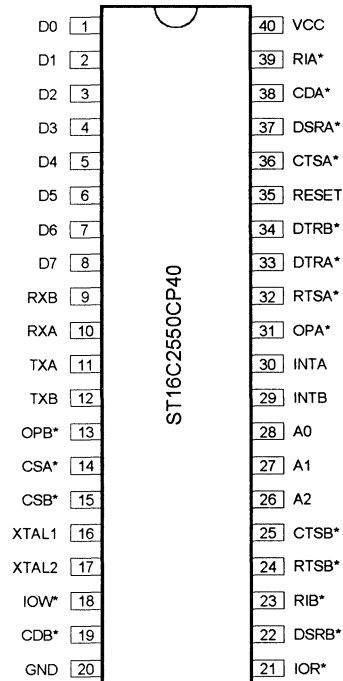 D0 1 40 VCC
D1 2 39 RIA*
D2 3 38 CDA*
D3 4 37 DSRA*
D4 5 36 CTSA*
D5 6 35 RESET
D6 7 34 DTRB*
D7 8 33 DTRA*
RXB 9 32 RTSA*
RXA 10 31 OPA*
TXA 11 30 INTA
TXB 12 29 INTB
OPB* 13 28 A0
CSA* 14 27 A1
CSB* 15 26 A2
XTAL1 16 25 CTSB*
XTAL2 17 24 RTSB*
IOW* 18 23 RIB*
CDB* 19 22 DSRB*
GND 20 21 IOR*
ST16C2550CP40